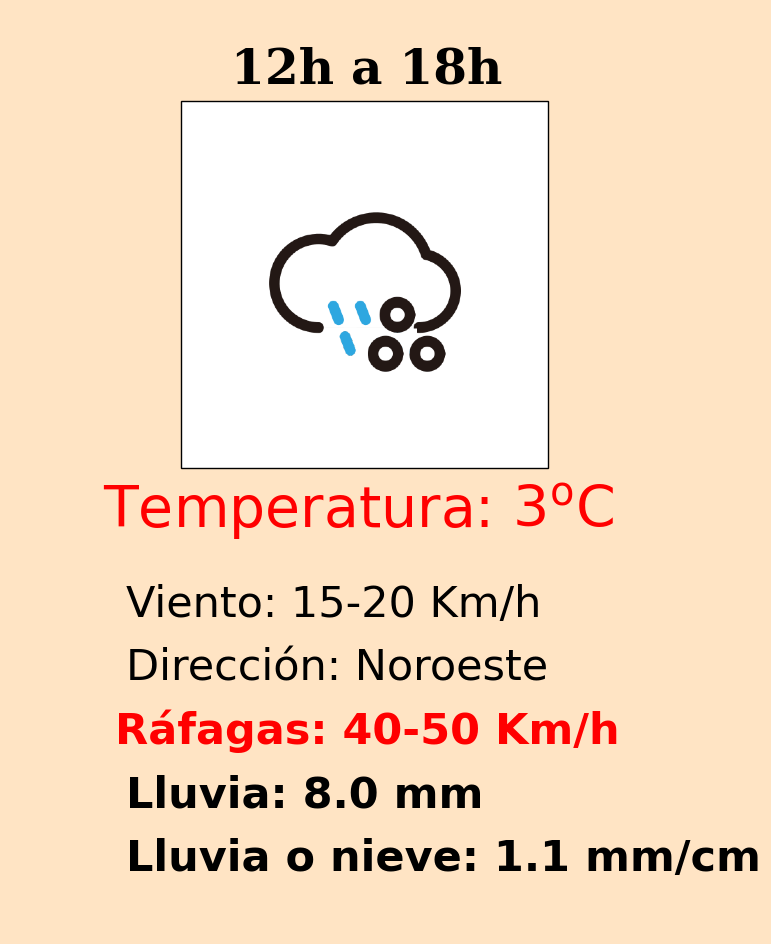 12h a 18h
Temperatura: 3ºC
Viento: 15-20 Km/h
Dirección: Noroeste
Ráfagas: 40-50 Km/h
Lluvia: 8.0 mm
Lluvia o nieve: 1.1 mm/cm